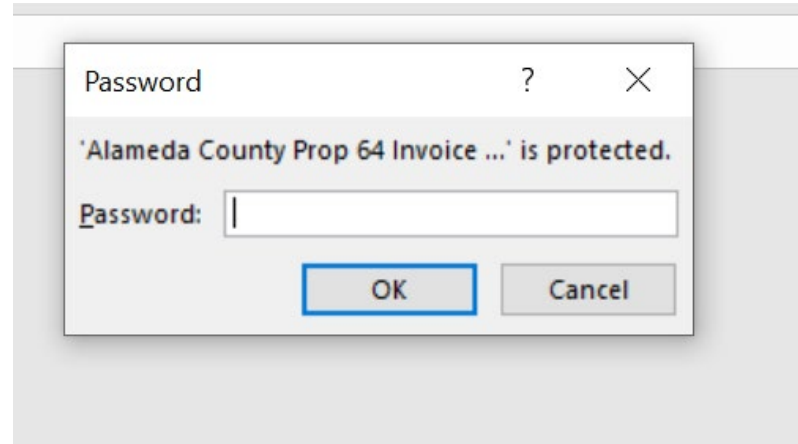 Password
'Alameda County Prop 64 Invoice ...' is protected.
Password:
OK Cancel